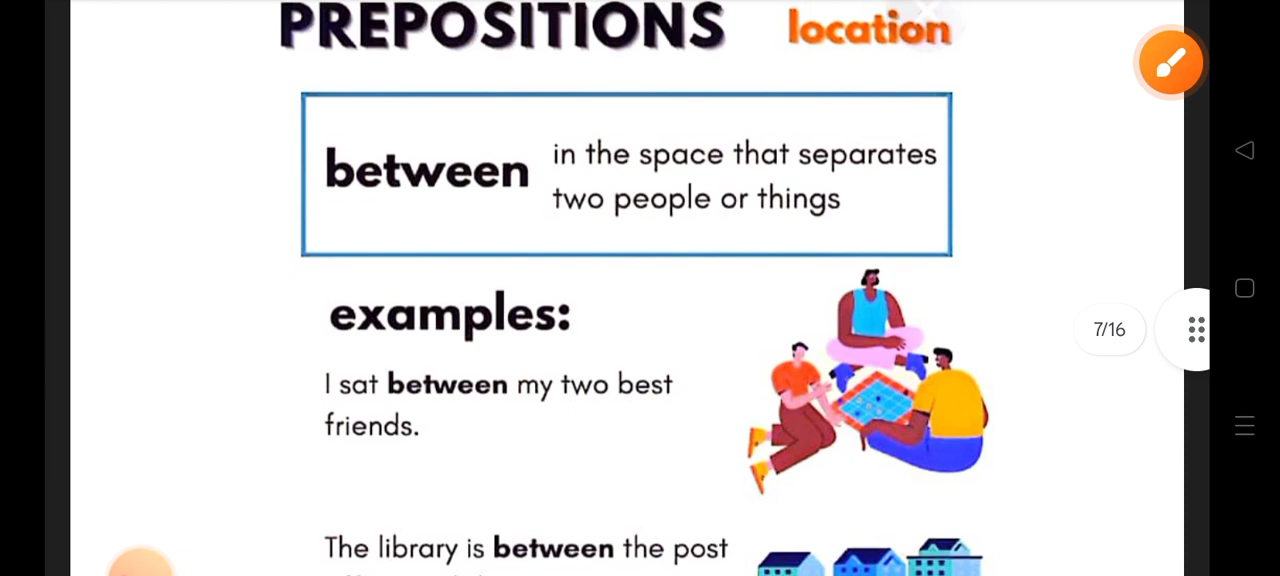 PREPOSITIONS location
between in the space that separates
two people or things
examples:
I sat between my two best
friends.
7/16
The library is between the post